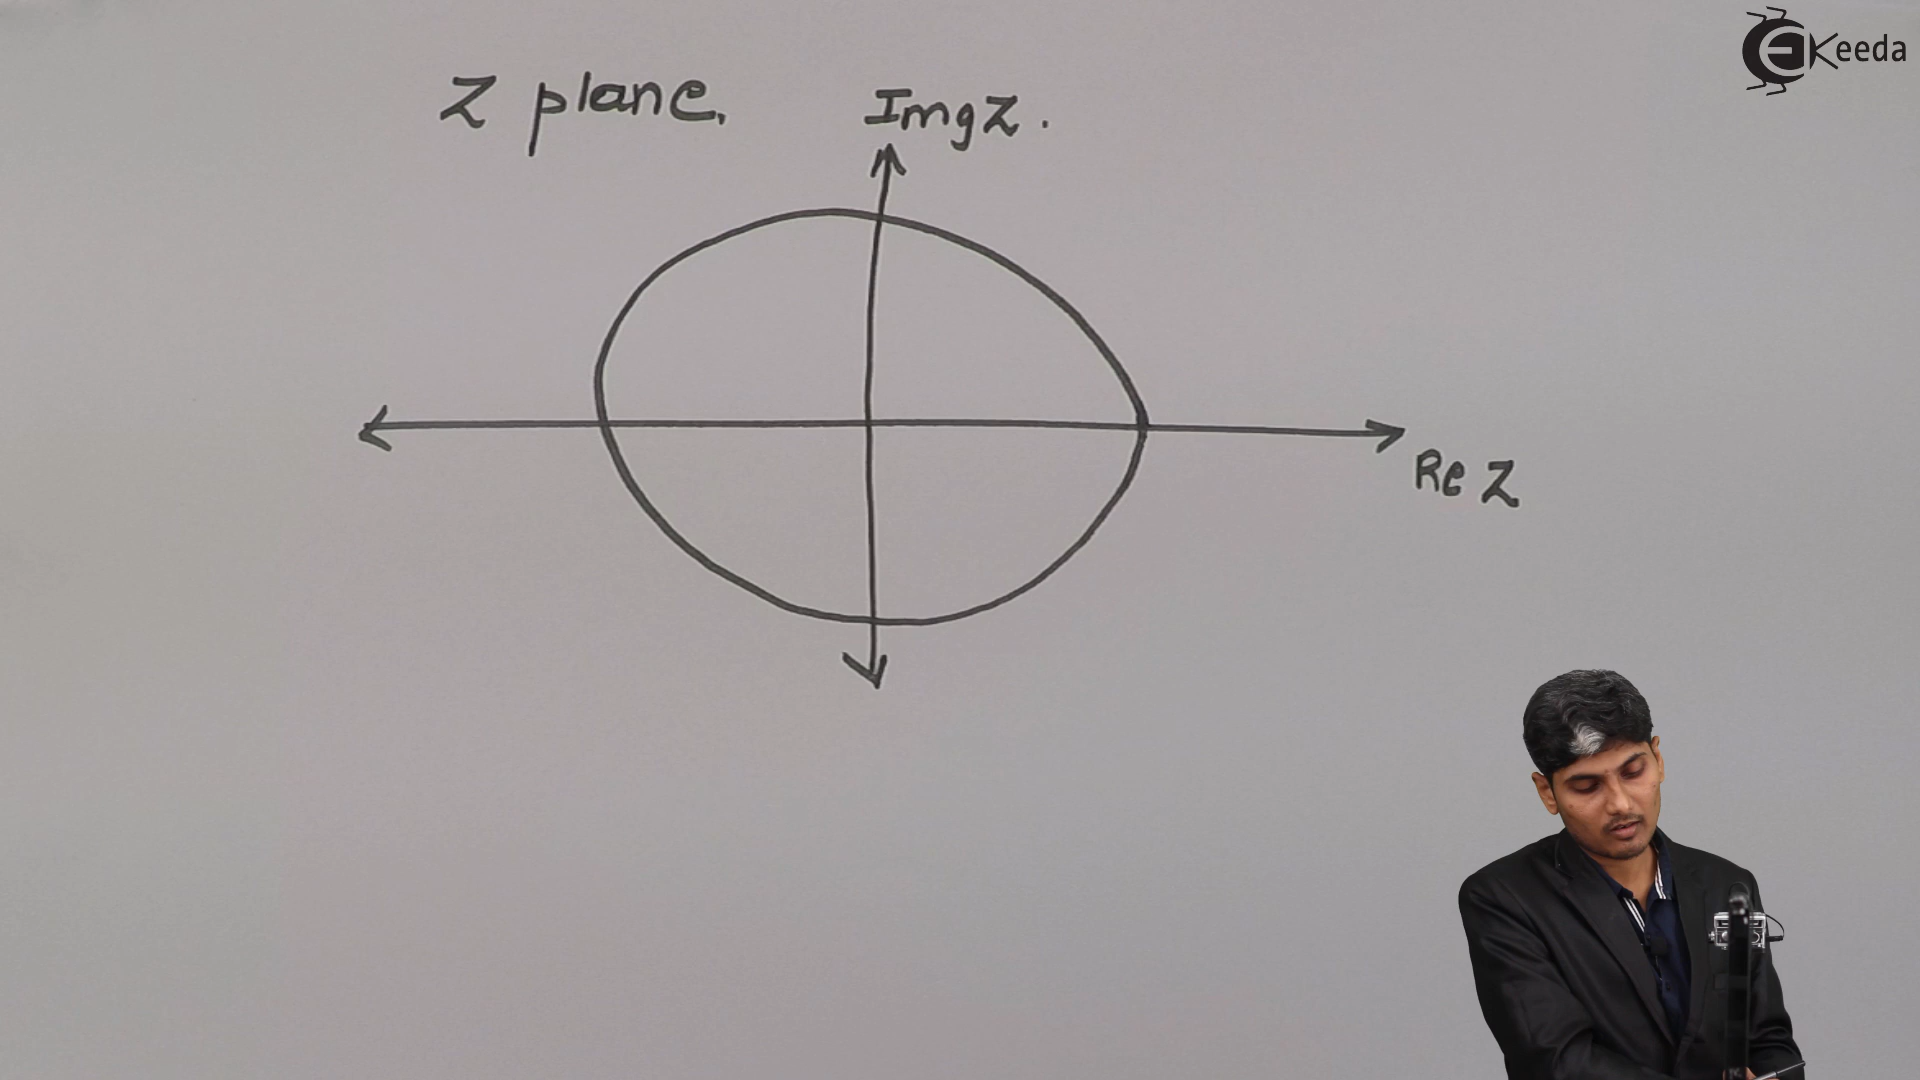 EKeeda
Z plane,
Img Z.
Re Z